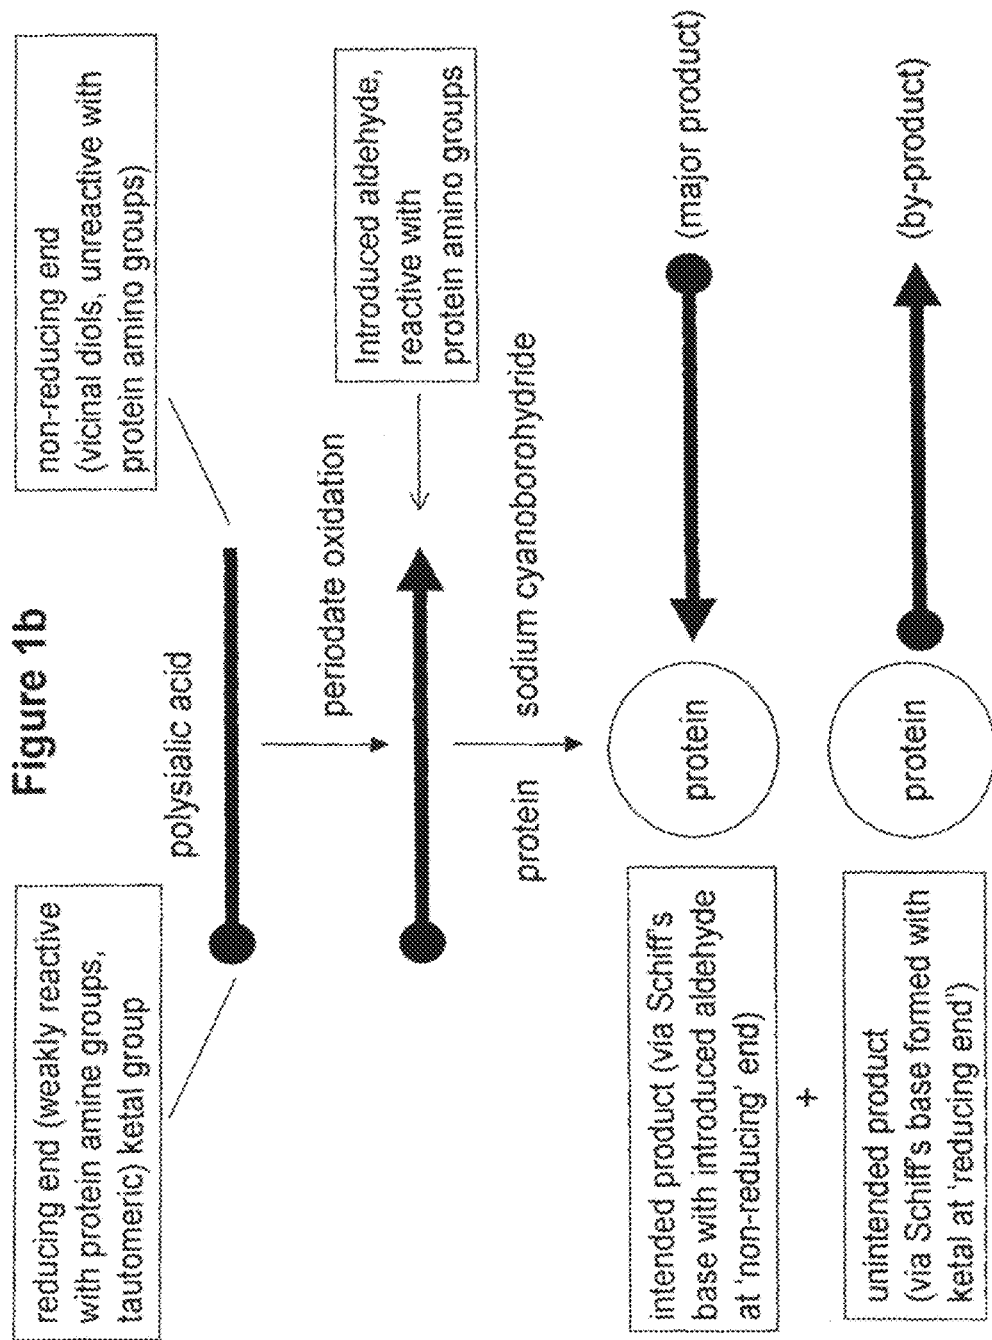 Figure 1b
reducing end (weakly reactive
with protein amine groups,
tautomeric) ketal group
polysialic acid
non-reducing end
(vicinal diols, unreactive with
protein amino groups)
periodate oxidation
Introduced aldehyde,
reactive with
protein amino groups
protein
sodium cyanoborohydride
intended product (via Schiff's
base with introduced aldehyde
at 'non-reducing' end)
protein
(major product)
+
unintended product
(via Schiff's base formed with
ketal at 'reducing end')
protein
(by-product)